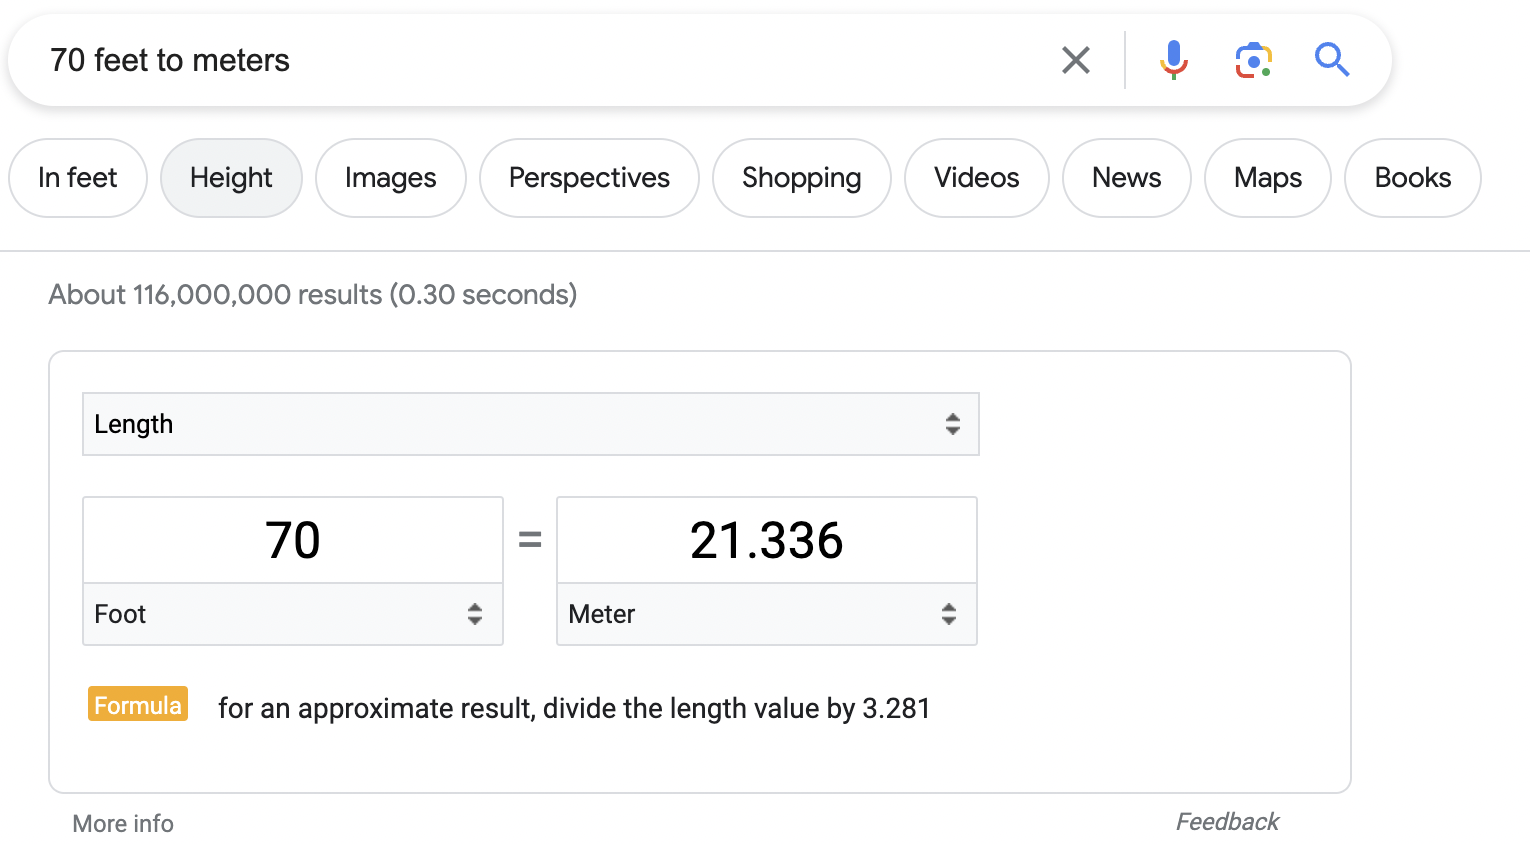 70 feet to meters
In feet Height Images Perspectives Shopping Videos News Maps Books
About 116,000,000 results (0.30 seconds)
Length
70 = 21.336
Foot Meter
Formula for an approximate result, divide the length value by 3.281
More info Feedback